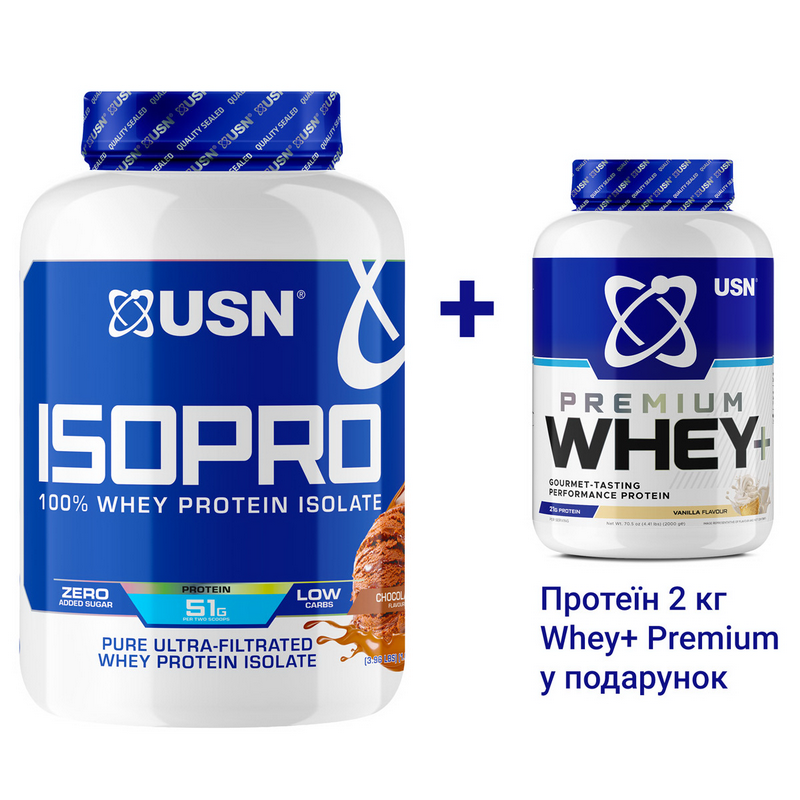 USN®
ISOPRO
100% WHEY PROTEIN ISOLATE
ZERO
ADDED SUGAR
PROTEIN
51G
PER TWO SCOOPS
LOW
CARBS
PURE ULTRA-FILTRATED
WHEY PROTEIN ISOLATE
+
USN
PREMIUM
WHEY+
GOURMET-TASTING
PERFORMANCE PROTEIN
21G PROTEIN
PER SERVING
VANILLA FLAVOUR
Net Wt. 70.5 oz (4.41 lbs) (2000 g℮)
Протеїн 2 кг
Whey+ Premium
у подарунок